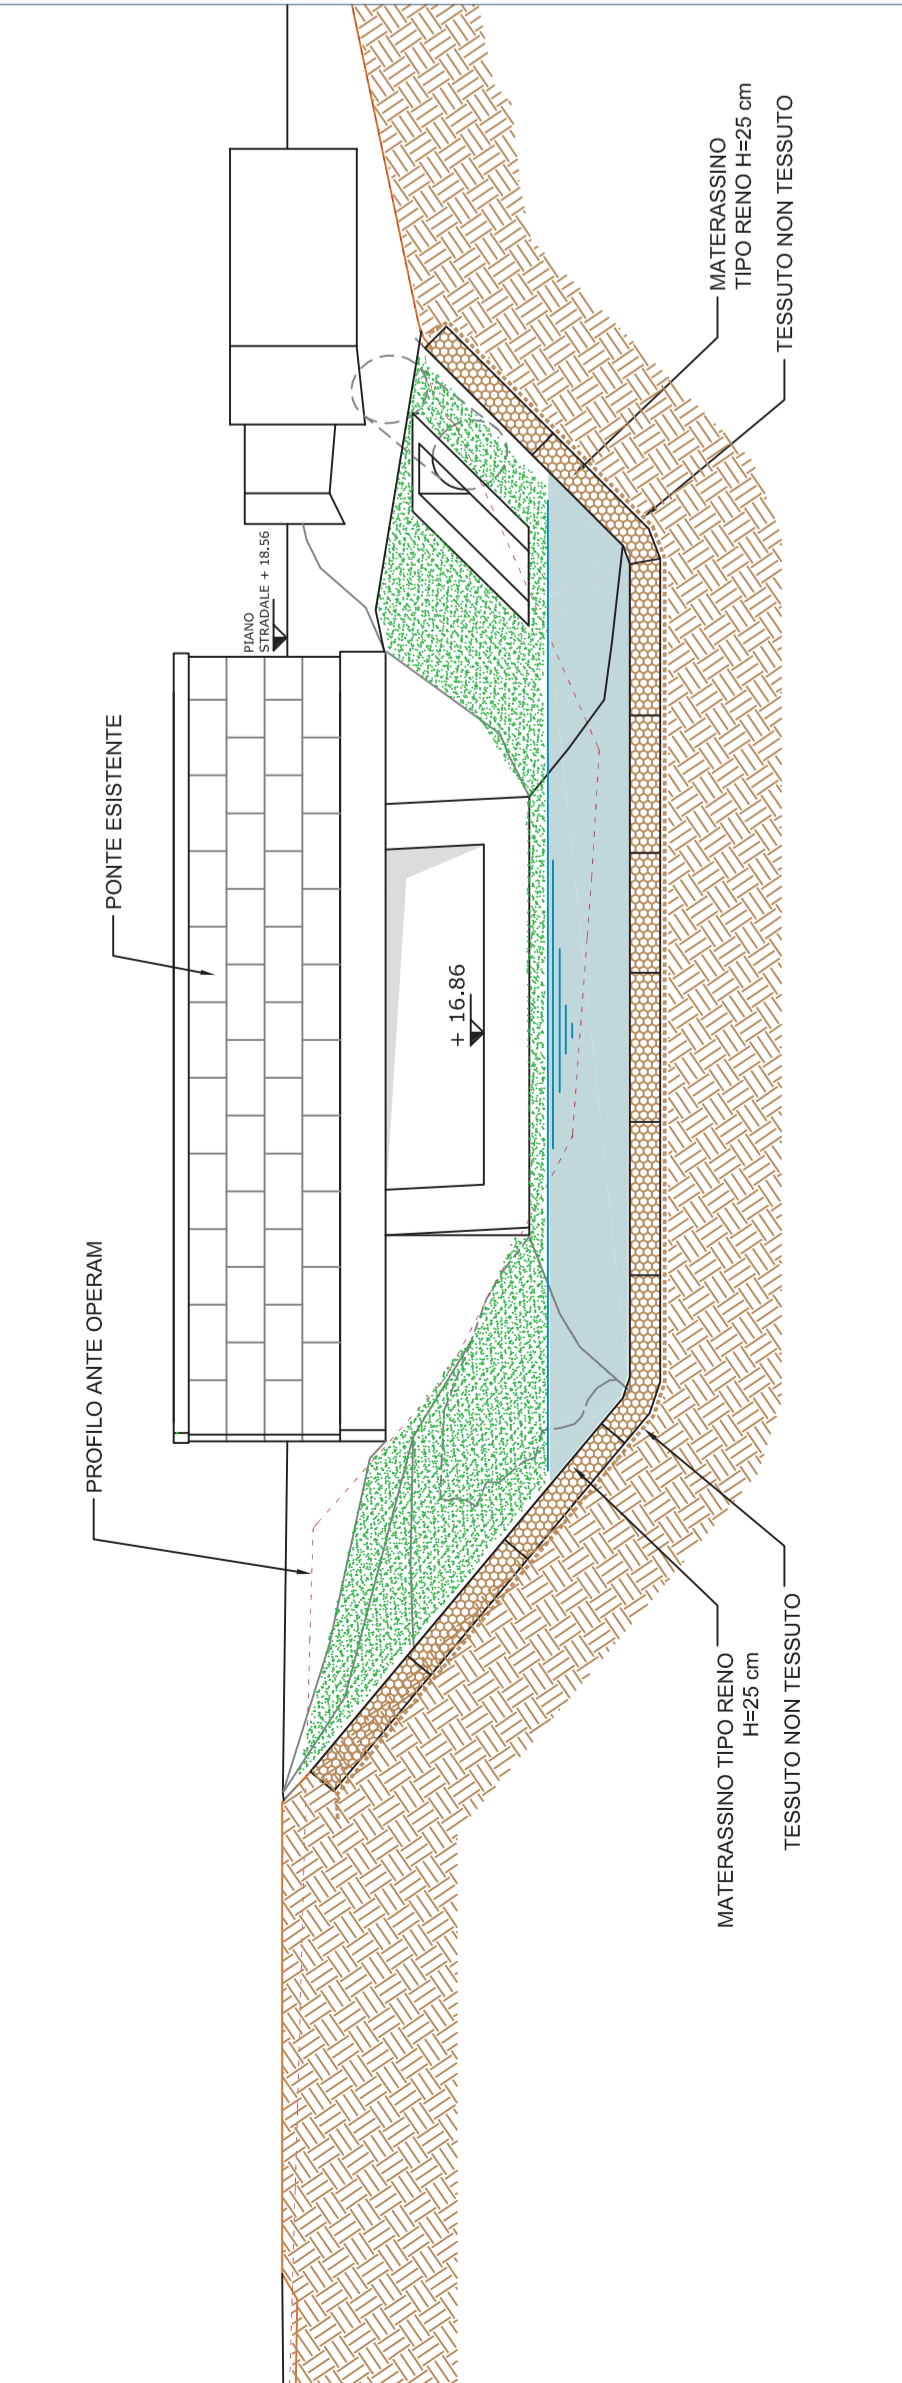 PROFILO ANTE OPERAM
PONTE ESISTENTE
PIANO
STRADALE + 18.56
+ 16.86
MATERASSINO TIPO RENO
H=25 cm
TESSUTO NON TESSUTO
MATERASSINO
TIPO RENO H=25 cm
TESSUTO NON TESSUTO